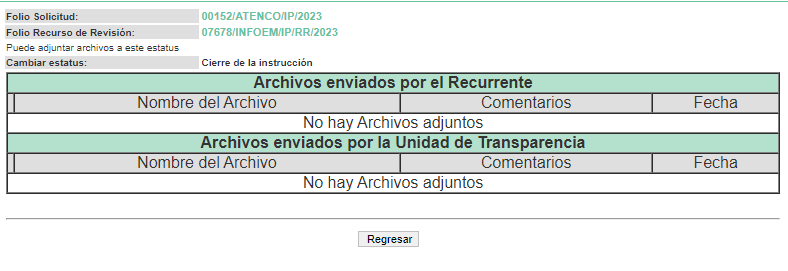 Folio Solicitud: 00152/ATENCO/IP/2023
Folio Recurso de Revisión: 07678/INFOEM/IP/RR/2023
Puede adjuntar archivos a este estatus
Cambiar estatus: Cierre de la instrucción
Archivos enviados por el Recurrente
Nombre del Archivo Comentarios Fecha
No hay Archivos adjuntos
Archivos enviados por la Unidad de Transparencia
Nombre del Archivo Comentarios Fecha
No hay Archivos adjuntos
Regresar